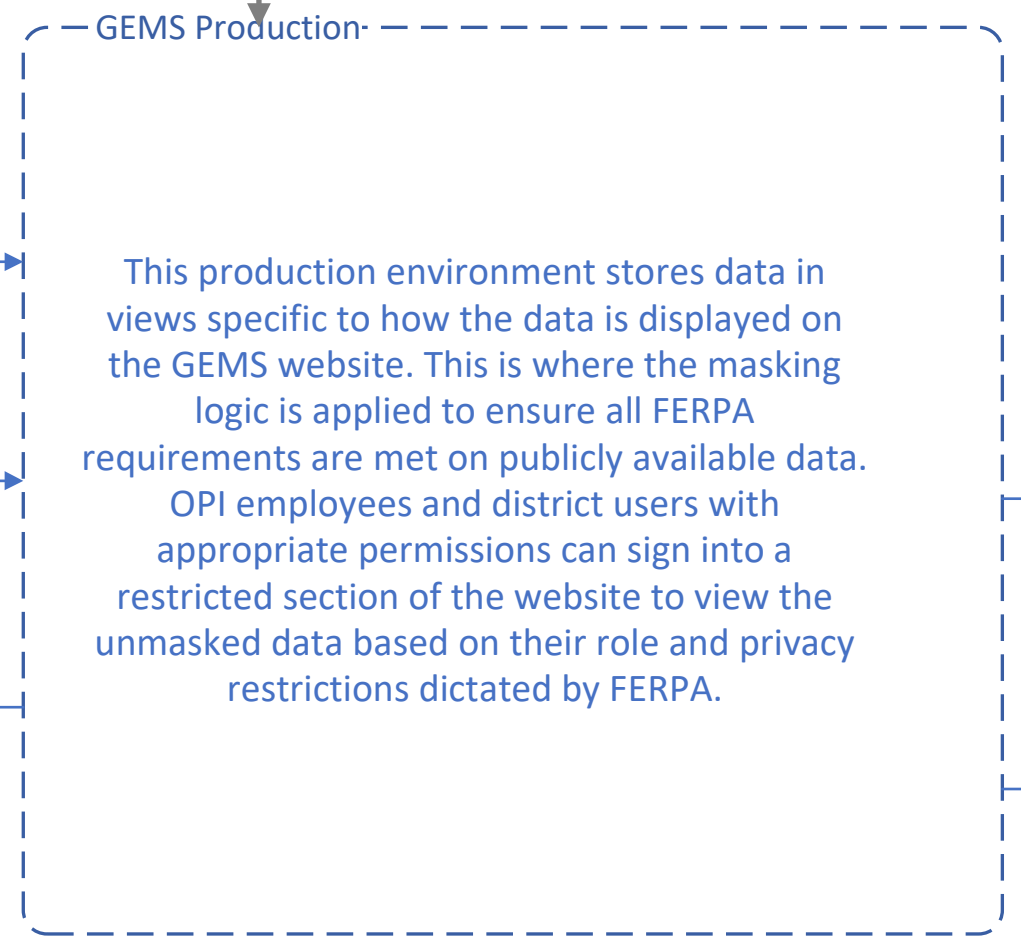 GEMS Production
This production environment stores data in
views specific to how the data is displayed on
the GEMS website. This is where the masking
logic is applied to ensure all FERPA
requirements are met on publicly available data.
OPI employees and district users with
appropriate permissions can sign into a
restricted section of the website to view the
unmasked data based on their role and privacy
restrictions dictated by FERPA.